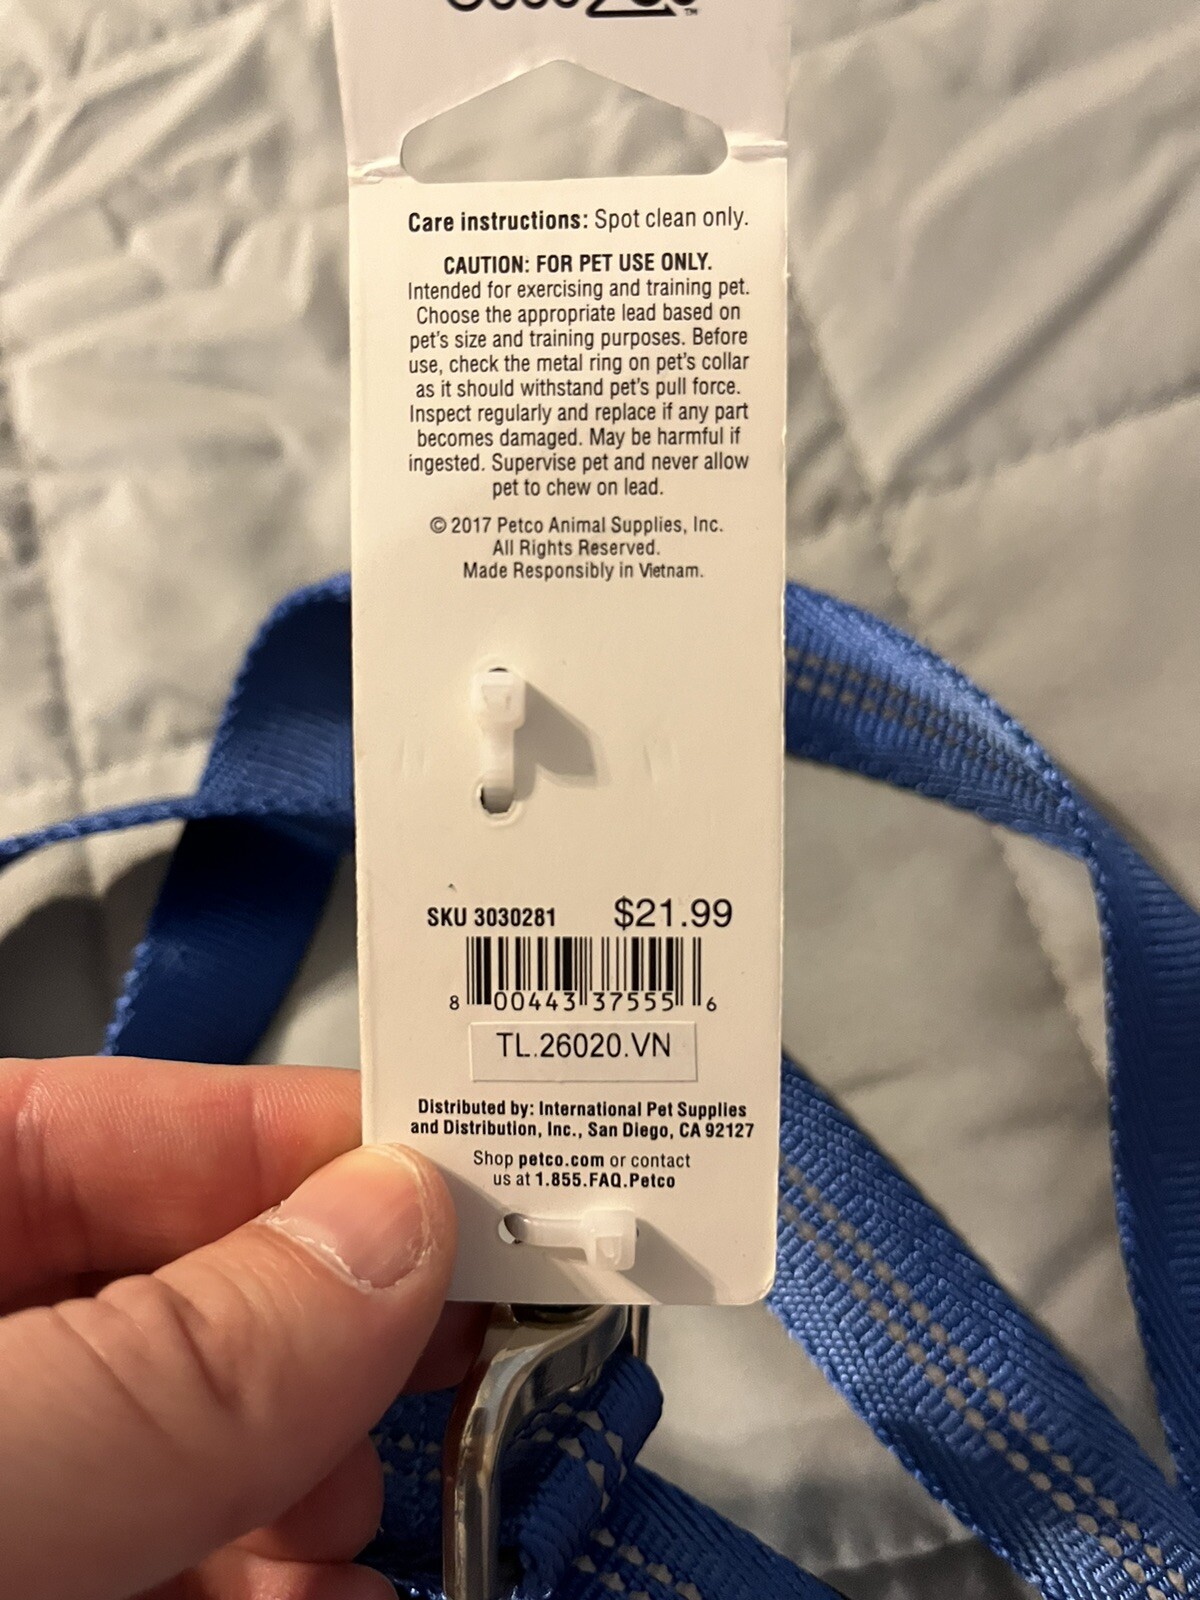 Care instructions: Spot clean only.
CAUTION: FOR PET USE ONLY.
Intended for exercising and training pet.
Choose the appropriate lead based on
pet's size and training purposes. Before
use, check the metal ring on pet's collar
as it should withstand pet's pull force.
Inspect regularly and replace if any part
becomes damaged. May be harmful if
ingested. Supervise pet and never allow
pet to chew on lead.
© 2017 Petco Animal Supplies, Inc.
All Rights Reserved.
Made Responsibly in Vietnam.
SKU 3030281 $21.99
8 00443 37555 6
TL.26020.VN
Distributed by: International Pet Supplies
and Distribution, Inc., San Diego, CA 92127
Shop petco.com or contact
us at 1.855.FAQ.Petco